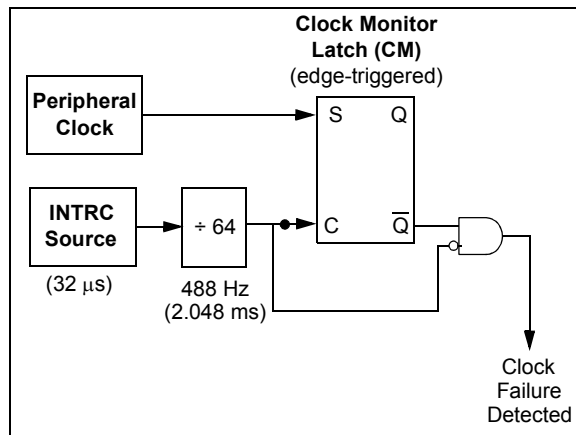 Clock Monitor
Latch (CM)
(edge-triggered)
Peripheral
Clock
S
Q
INTRC
Source
÷ 64
C
Q̅
(32 μs)
488 Hz
(2.048 ms)
Clock
Failure
Detected